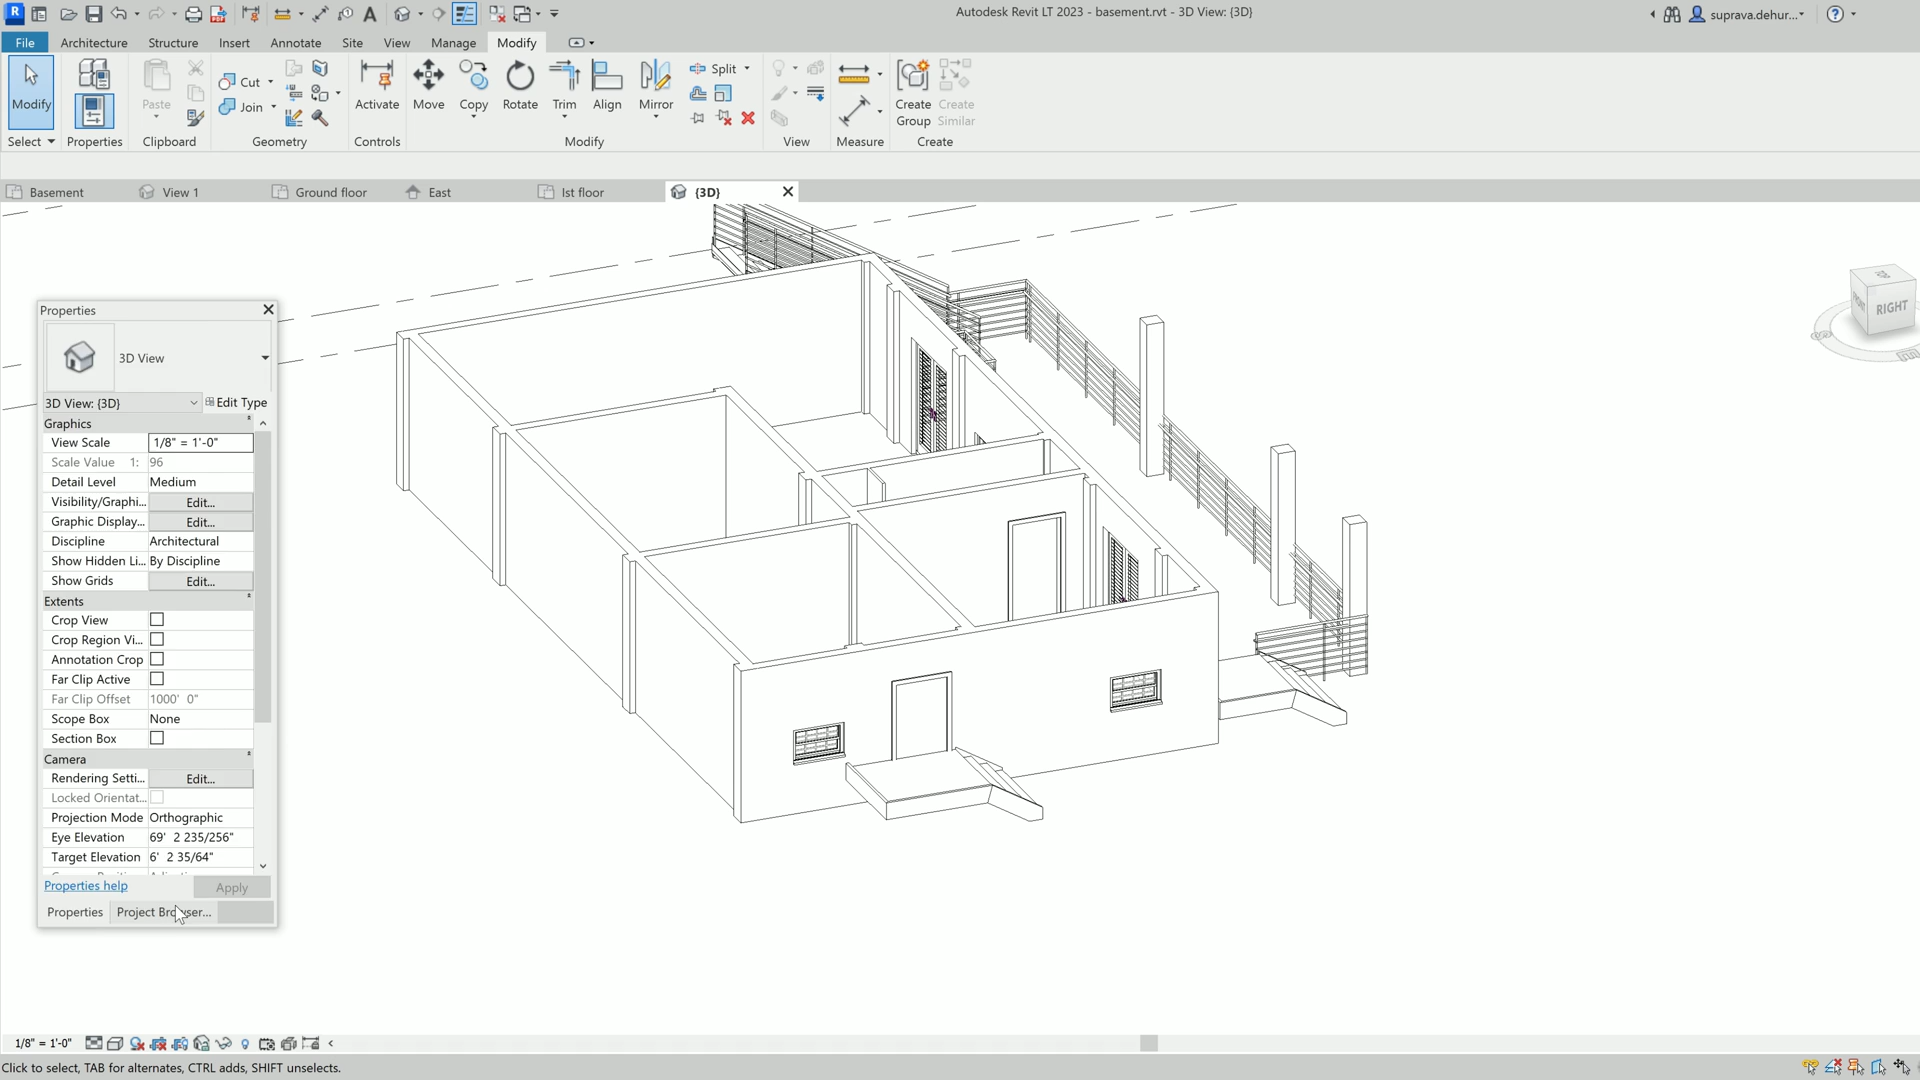 Autodesk Revit LT 2023 - basement.rvt - 3D View: {3D}
suprava.dehur...
File Architecture Structure Insert Annotate Site View Manage Modify
Modify
Paste
Cut
Join
Activate
Move
Copy
Rotate
Trim
Align
Mirror
Split
Create Group
Create Similar
Select Properties Clipboard Geometry Controls Modify View Measure Create
Basement View 1 Ground floor East 1st floor {3D}
TOP
FRONT
RIGHT
Properties
3D View
3D View: {3D} Edit Type
Graphics
View Scale 1/8" = 1'-0"
Scale Value 1: 96
Detail Level Medium
Visibility/Graphi... Edit...
Graphic Display... Edit...
Discipline Architectural
Show Hidden Li... By Discipline
Show Grids Edit...
Extents
Crop View
Crop Region Vi...
Annotation Crop
Far Clip Active
Far Clip Offset 1000' 0"
Scope Box None
Section Box
Camera
Rendering Setti... Edit...
Locked Orientat...
Projection Mode Orthographic
Eye Elevation 69' 2 235/256"
Target Elevation 6' 2 35/64"
Properties help Apply
Properties Project Browser...
1/8" = 1'-0"
Click to select, TAB for alternates, CTRL adds, SHIFT unselects.